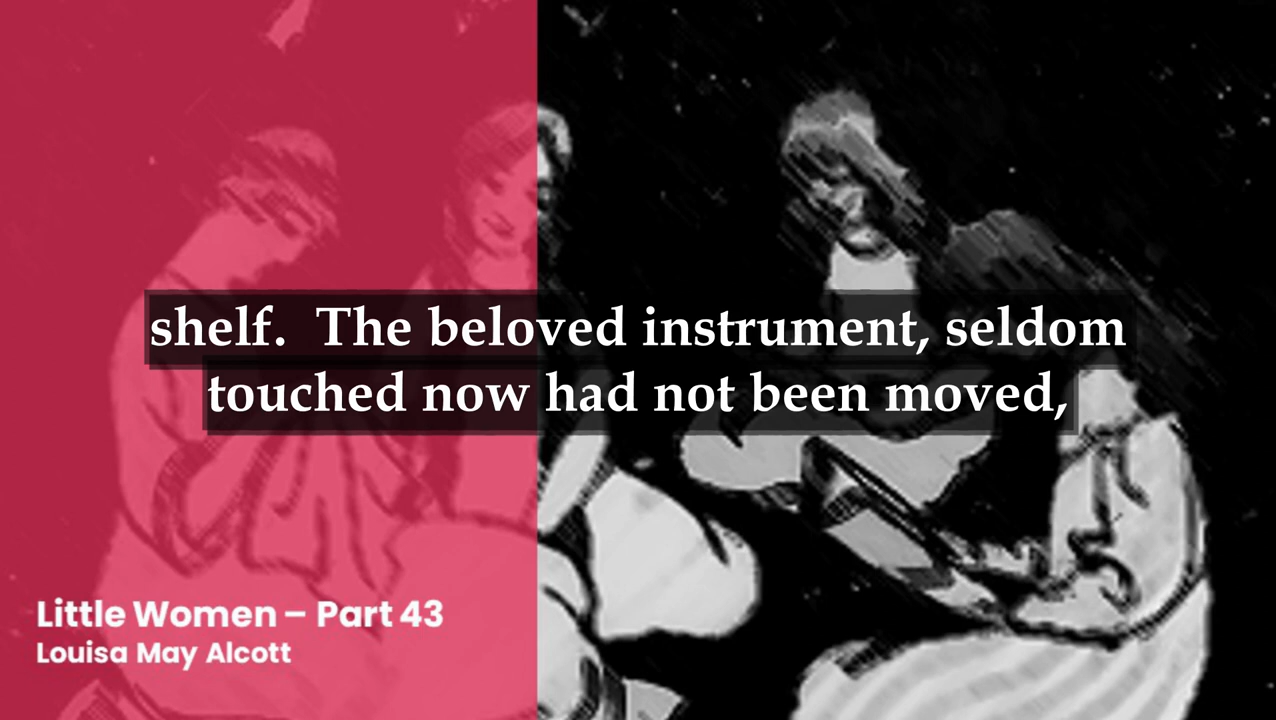 shelf.  The beloved instrument, seldom
touched now had not been moved,
Little Women – Part 43
Louisa May Alcott